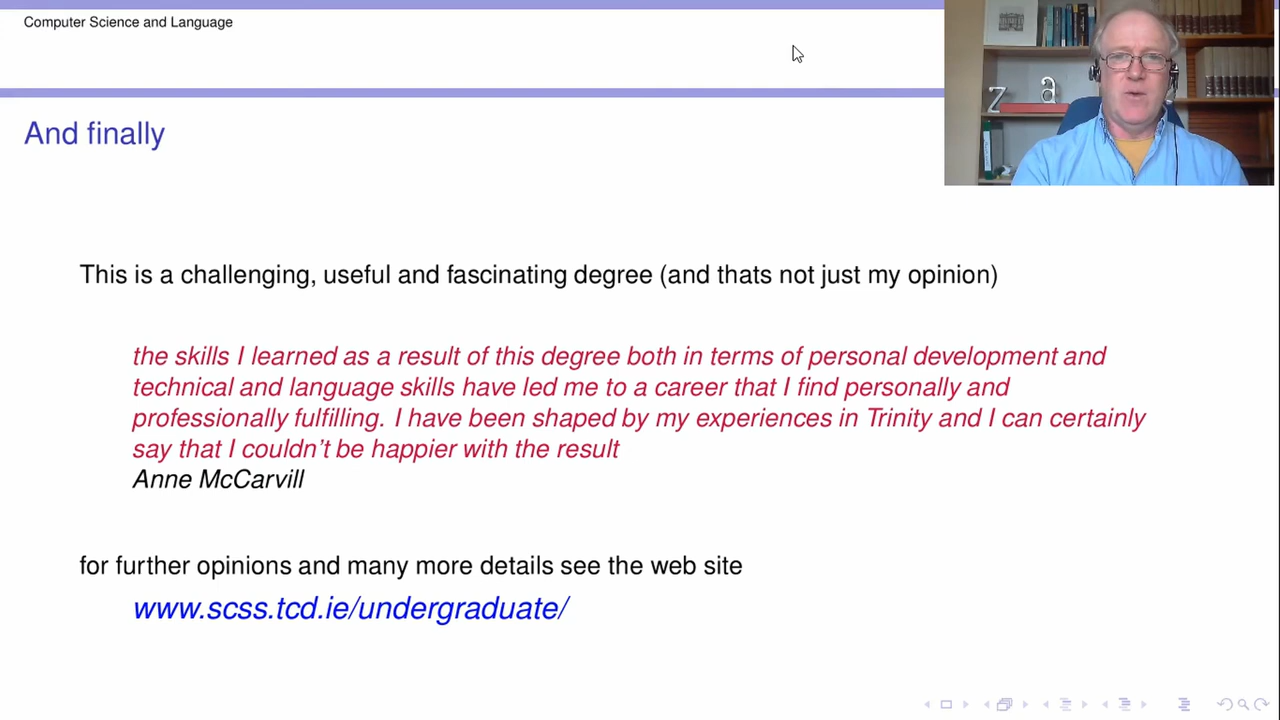 Computer Science and Language
And finally
This is a challenging, useful and fascinating degree (and thats not just my opinion)
the skills I learned as a result of this degree both in terms of personal development and
technical and language skills have led me to a career that I find personally and
professionally fulfilling. I have been shaped by my experiences in Trinity and I can certainly
say that I couldn't be happier with the result
Anne McCarvill
for further opinions and many more details see the web site
www.scss.tcd.ie/undergraduate/
z
a